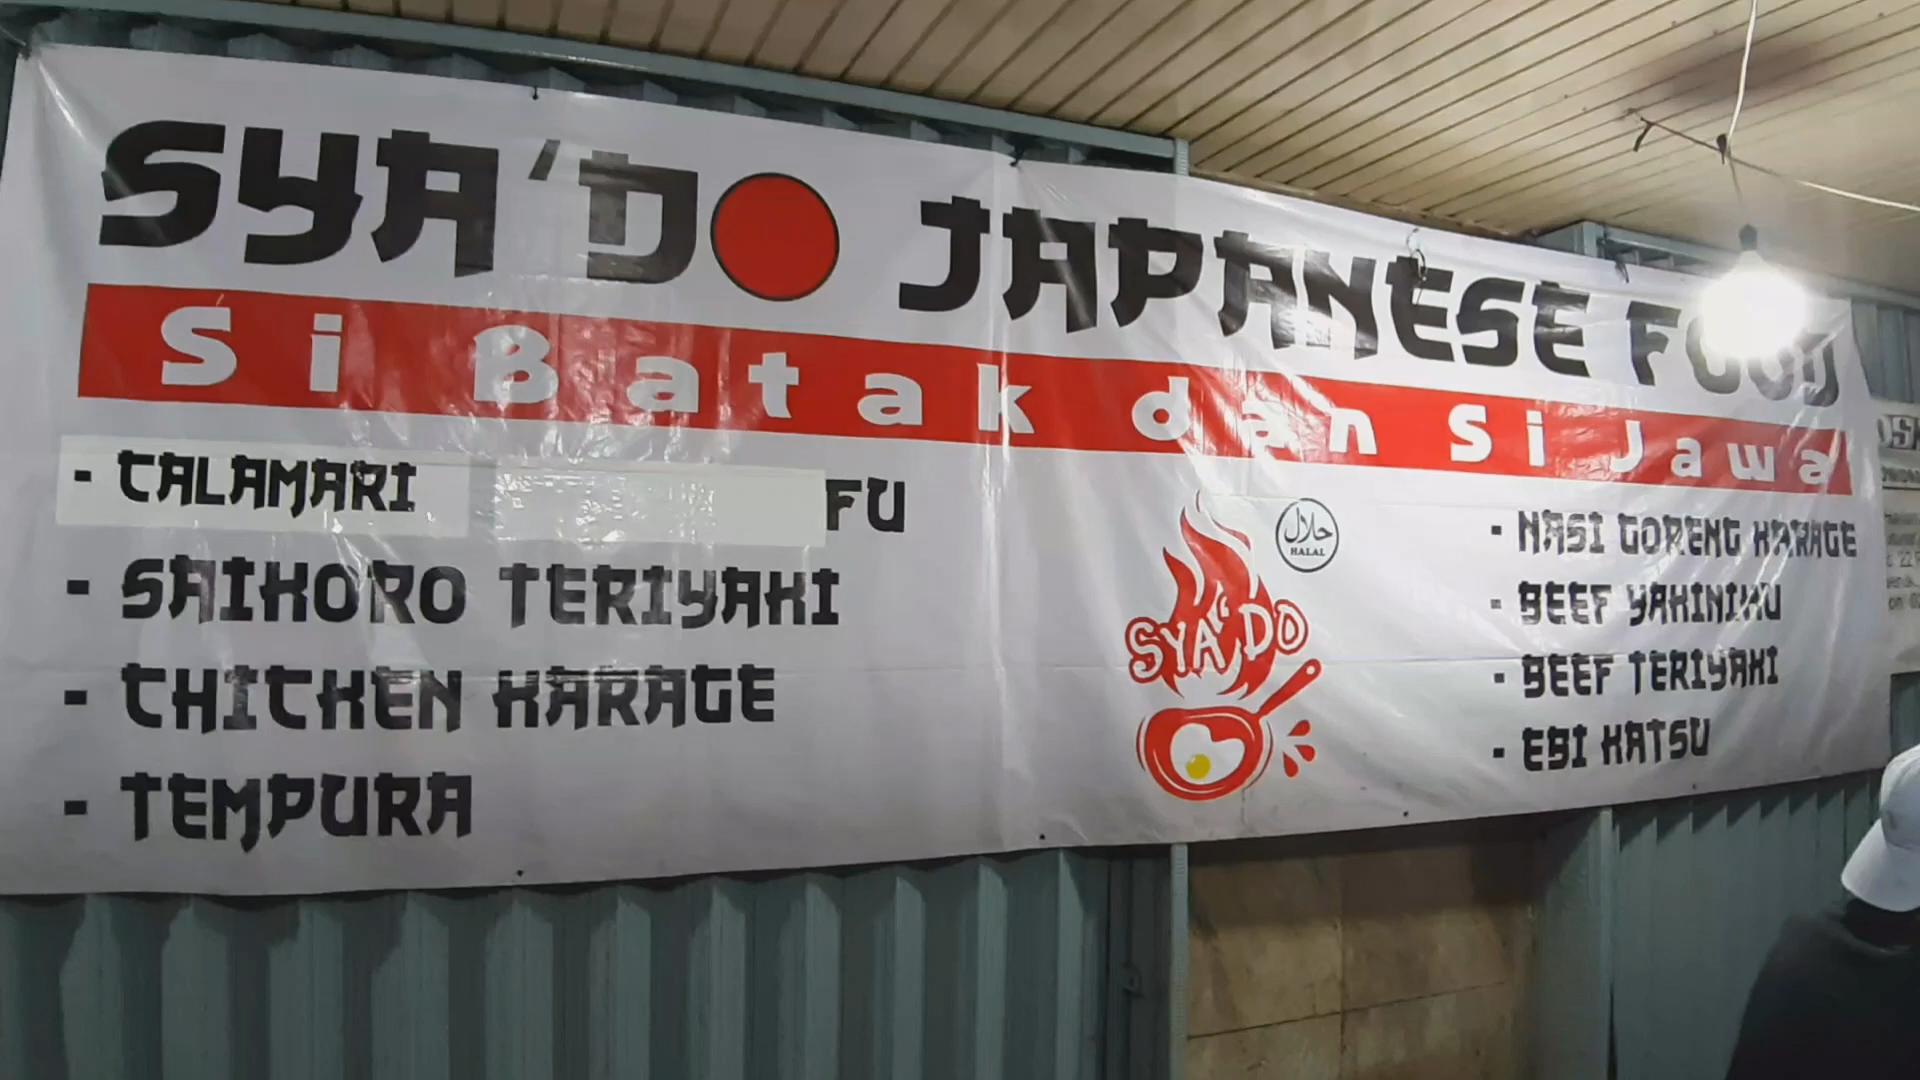 SYA'DO JAPANESE FOOD
Si Batak dan Si Jawa
- CALAMARI FU
- SAIKORO TERIYAKI
- CHICKEN KARAGE
- TEMPURA
حلال
HALAL
SYA'DO
- NASI GORENG KARAGE
- BEEF YAKINIKU
- BEEF TERIYAKI
- EBI KATSU